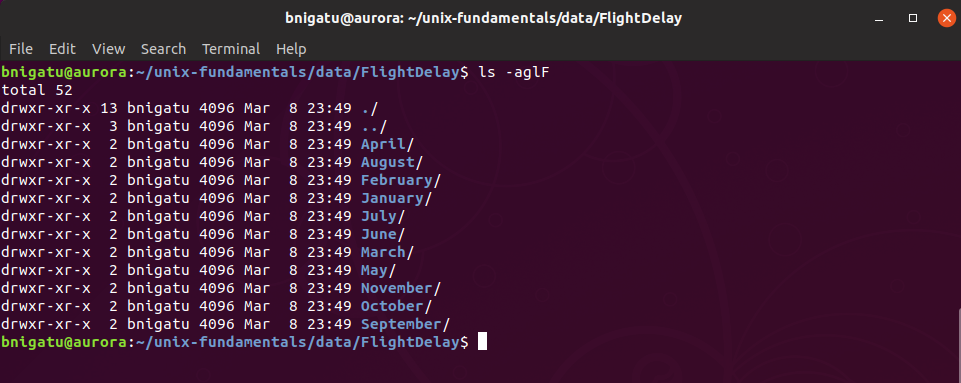 bnigatu@aurora: ~/unix-fundamentals/data/FlightDelay
File Edit View Search Terminal Help
bnigatu@aurora:~/unix-fundamentals/data/FlightDelay$ ls -aglF
total 52
drwxr-xr-x 13 bnigatu 4096 Mar  8 23:49 ./
drwxr-xr-x  3 bnigatu 4096 Mar  8 23:49 ../
drwxr-xr-x  2 bnigatu 4096 Mar  8 23:49 April/
drwxr-xr-x  2 bnigatu 4096 Mar  8 23:49 August/
drwxr-xr-x  2 bnigatu 4096 Mar  8 23:49 February/
drwxr-xr-x  2 bnigatu 4096 Mar  8 23:49 January/
drwxr-xr-x  2 bnigatu 4096 Mar  8 23:49 July/
drwxr-xr-x  2 bnigatu 4096 Mar  8 23:49 June/
drwxr-xr-x  2 bnigatu 4096 Mar  8 23:49 March/
drwxr-xr-x  2 bnigatu 4096 Mar  8 23:49 May/
drwxr-xr-x  2 bnigatu 4096 Mar  8 23:49 November/
drwxr-xr-x  2 bnigatu 4096 Mar  8 23:49 October/
drwxr-xr-x  2 bnigatu 4096 Mar  8 23:49 September/
bnigatu@aurora:~/unix-fundamentals/data/FlightDelay$